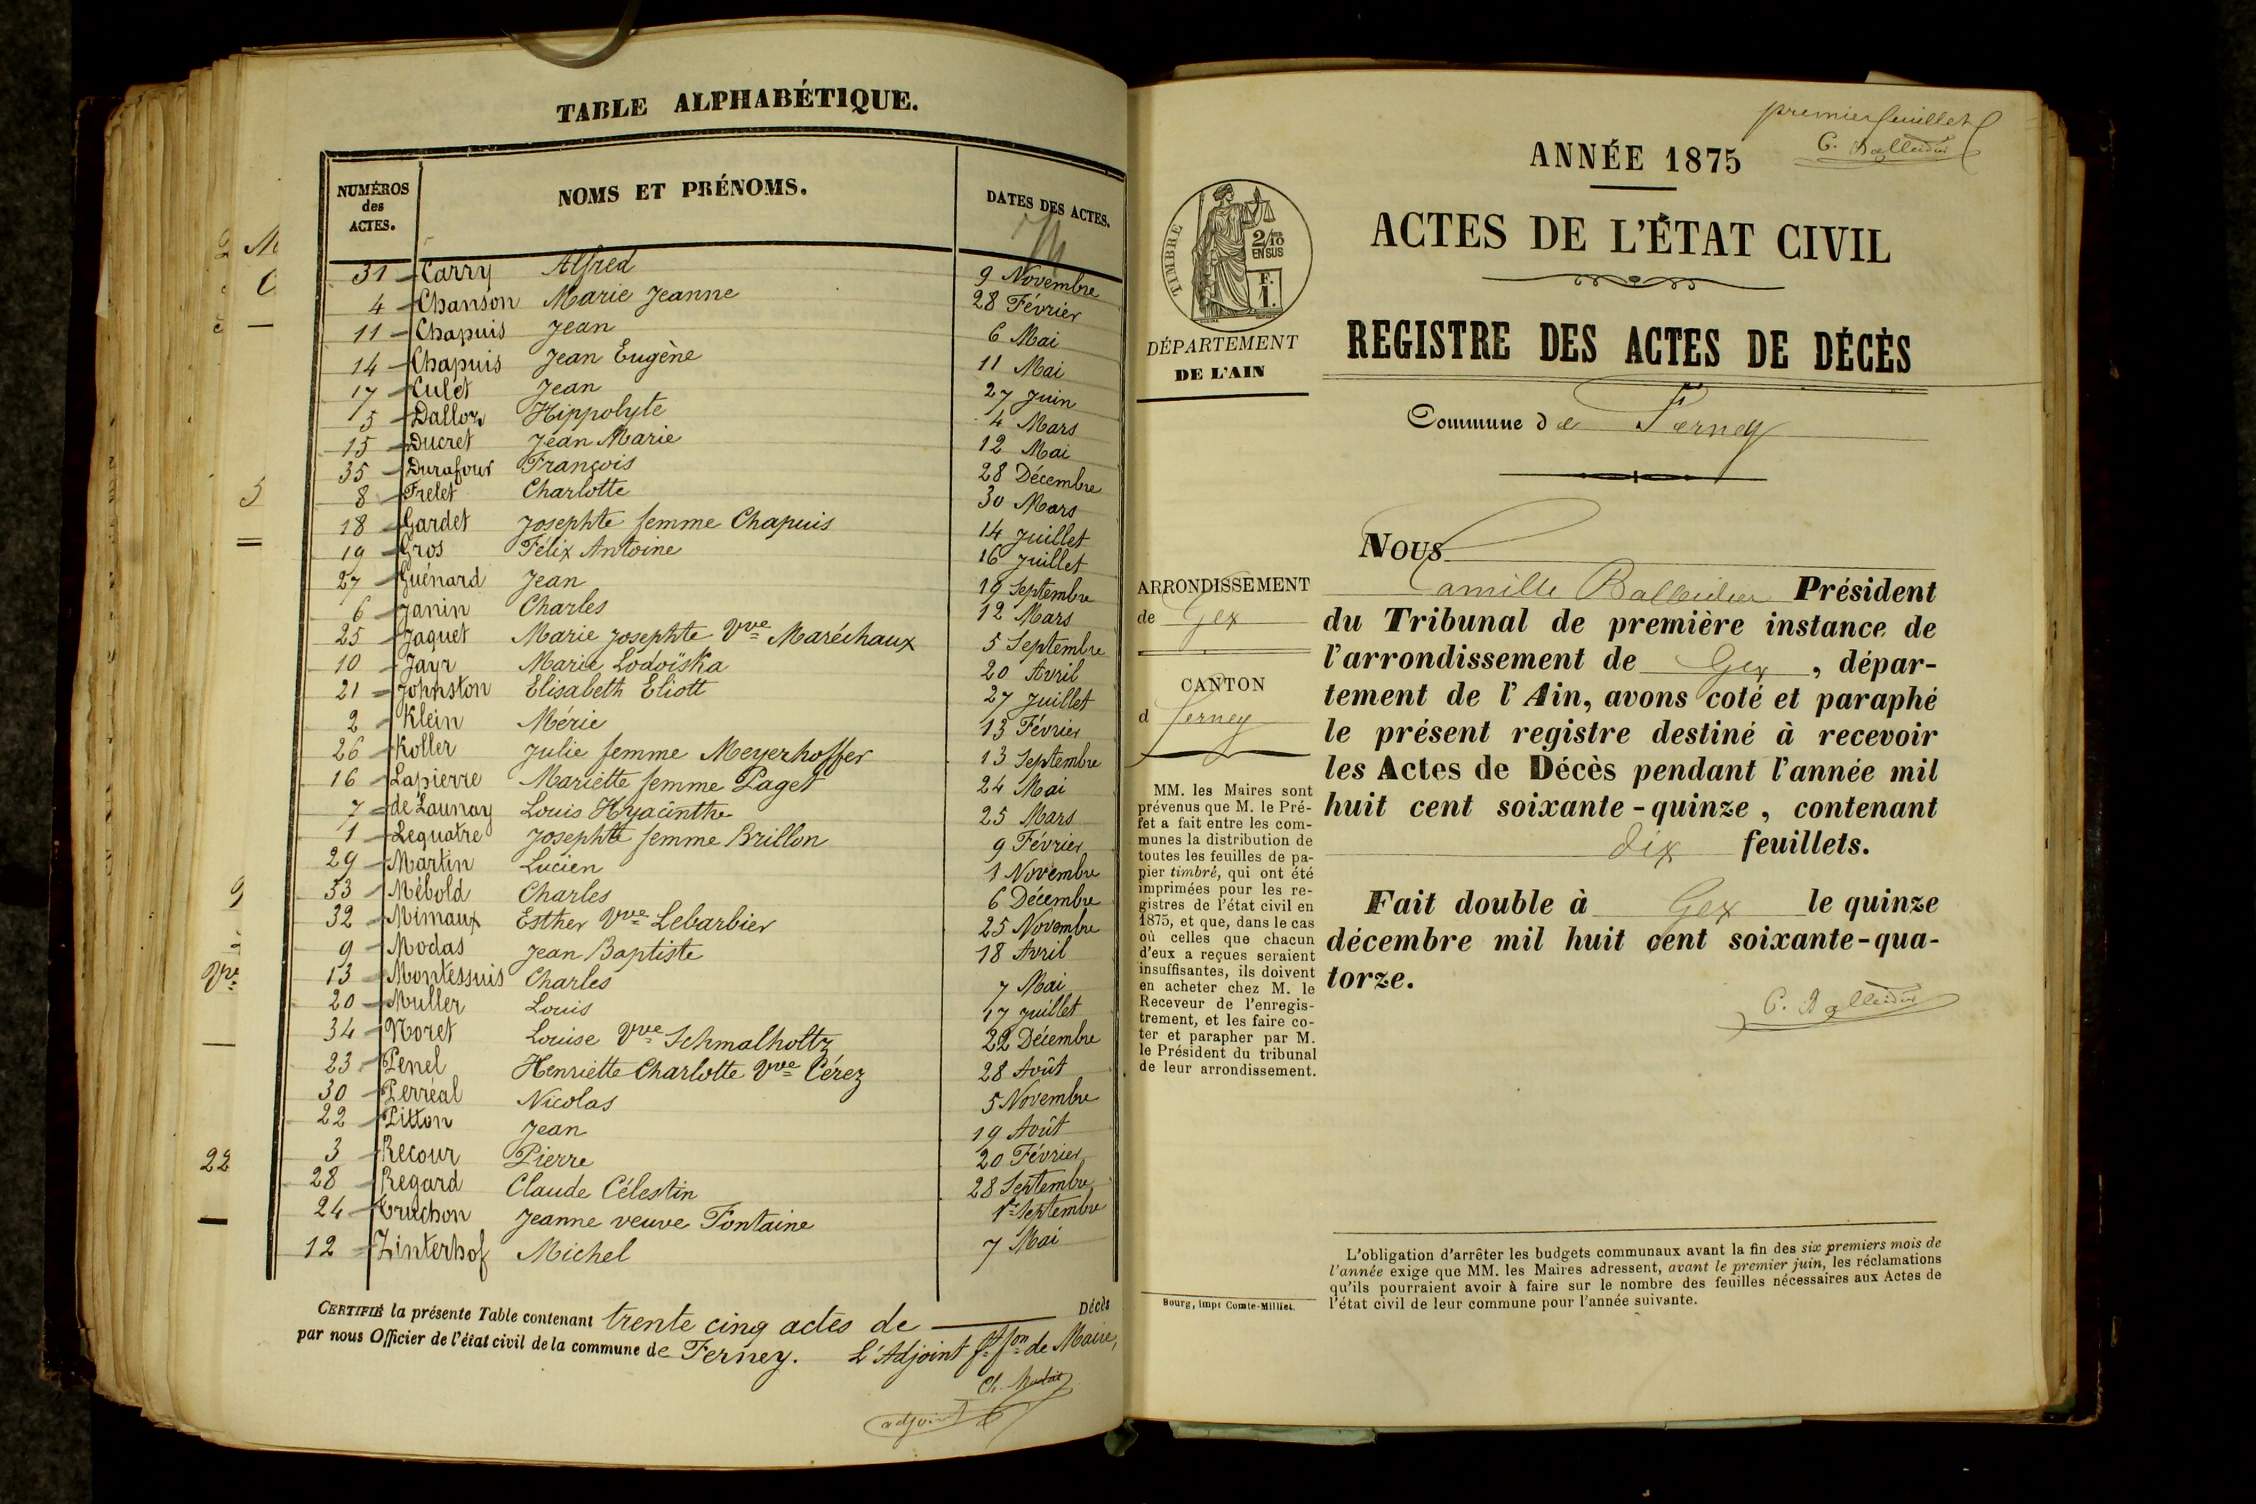 TABLE ALPHABÉTIQUE.
NUMÉROS des ACTES. NOMS ET PRÉNOMS. DATES DES ACTES.
31 Carry Alfred 9 Novembre
4 Chanson Marie Jeanne 28 Février
11 Chapuis Jean 6 Mai
14 Chapuis Jean Eugène 11 Mai
17 Culet Jean 27 Juin
5 Dalloz Hippolyte 4 Mars
15 Ducret Jean Marie 12 Mai
35 Durafour François 28 Décembre
8 Frelet Charlotte 30 Mars
18 Gardet Josephte femme Chapuis 14 Juillet
19 Gros Félix Antoine 16 Juillet
27 Guénard Jean 19 Septembre
6 Janin Charles 12 Mars
25 Jaquet Marie Josephte Vve Maréchaux 5 Septembre
10 Jayr Marie Lodoïska 20 Avril
21 Johnston Elisabeth Eliott 27 Juillet
2 Klein Mérie 13 Février
26 Koller Julie femme Meyerhoffer 13 Septembre
16 Lapierre Mariette femme Paget 24 Mai
7 de Launay Louis Hyacinthe 25 Mars
1 Lequatre Josephte femme Brillon 9 Février
29 Martin Lucien 1 Novembre
33 Mébold Charles 6 Décembre
32 Mimaux Esther Vve Lebarbier 25 Novembre
9 Modas Jean Baptiste 18 Avril
13 Montessuis Charles 7 Mai
20 Muller Louis 17 Juillet
34 Noret Louise Vve Schmalholtz 22 Décembre
23 Penel Henriette Charlotte Vve Cérez 28 Août
30 Perréal Nicolas 5 Novembre
22 Pitton Jean 19 Août
3 Recour Pierre 20 Février
28 Regard Claude Célestin 28 Septembre
24 Truchon Jeanne veuve Fontaine 1er Septembre
12 Zinterhof Michel 7 Mai
CERTIFIÉ la présente Table contenant trente cinq actes de Décès
par nous Officier de l'état civil de la commune de Ferney. L'Adjoint f.t f.on de Maire,
adjoint
premier feuillet
ANNÉE 1875
ACTES DE L'ÉTAT CIVIL
TIMBRE
2/10
EN SUS
F.
1.
DÉPARTEMENT
DE L'AIN
REGISTRE DES ACTES DE DÉCÈS
Commune de Ferney
ARRONDISSEMENT
de Gex
CANTON
d Ferney
MM. les Maires sont
prévenus que M. le Pré-
fet a fait entre les com-
munes la distribution de
toutes les feuilles de pa-
pier timbré, qui ont été
imprimées pour les re-
gistres de l'état civil en
1875, et que, dans le cas
où celles que chacun
d'eux a reçues seraient
insuffisantes, ils doivent
en acheter chez M. le
Receveur de l'enregis-
trement, et les faire co-
ter et parapher par M.
le Président du tribunal
de leur arrondissement.
Bourg, impr Comte-Milliet.
NOUS
Camille Balleidier Président
du Tribunal de première instance de
l'arrondissement de Gex, dépar-
tement de l'Ain, avons coté et paraphé
le présent registre destiné à recevoir
les Actes de Décès pendant l'année mil
huit cent soixante-quinze, contenant
dix feuillets.
Fait double à Gex le quinze
décembre mil huit cent soixante-qua-
torze.
C. Balleidier
L'obligation d'arrêter les budgets communaux avant la fin des six premiers mois de
l'année exige que MM. les Maires adressent, avant le premier juin, les réclamations
qu'ils pourraient avoir à faire sur le nombre des feuilles nécessaires aux Actes de
l'état civil de leur commune pour l'année suivante.